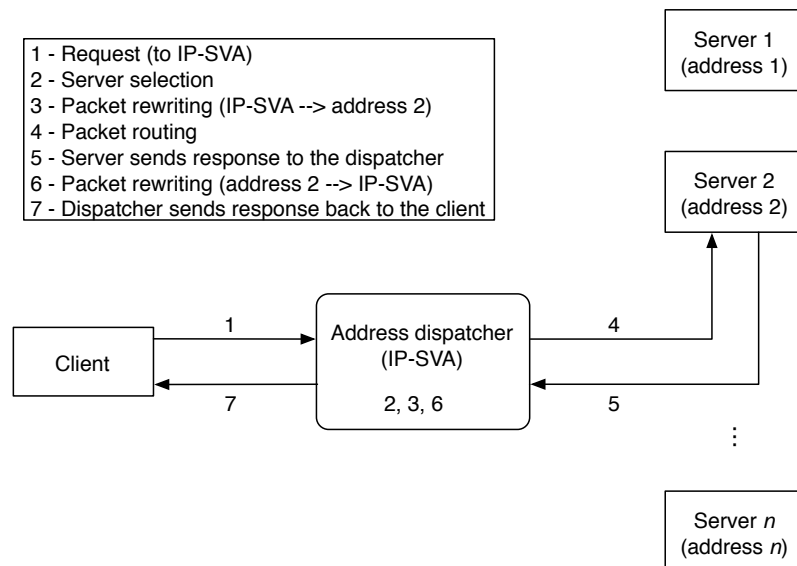 1 - Request (to IP-SVA)
2 - Server selection
3 - Packet rewriting (IP-SVA --> address 2)
4 - Packet routing
5 - Server sends response to the dispatcher
6 - Packet rewriting (address 2 --> IP-SVA)
7 - Dispatcher sends response back to the client
Server 1
(address 1)
Server 2
(address 2)
Client
1
7
Address dispatcher
(IP-SVA)
2, 3, 6
4
5
⋮
Server n
(address n)